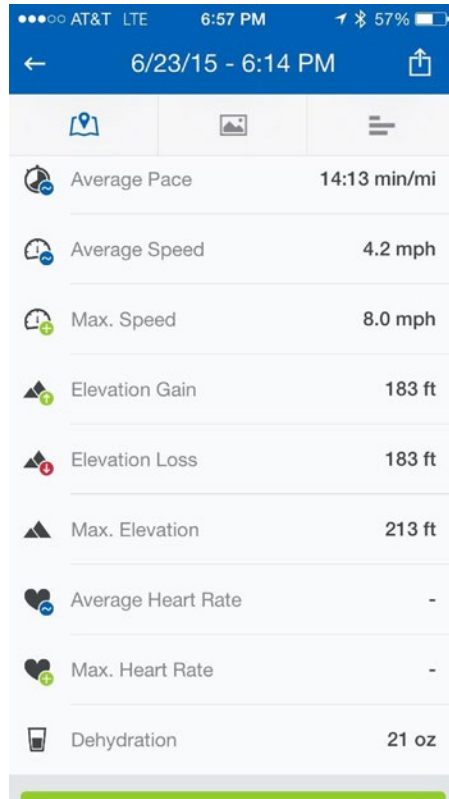 AT&T LTE 6:57 PM 57%
6/23/15 - 6:14 PM
Average Pace 14:13 min/mi
Average Speed 4.2 mph
Max. Speed 8.0 mph
Elevation Gain 183 ft
Elevation Loss 183 ft
Max. Elevation 213 ft
Average Heart Rate -
Max. Heart Rate -
Dehydration 21 oz